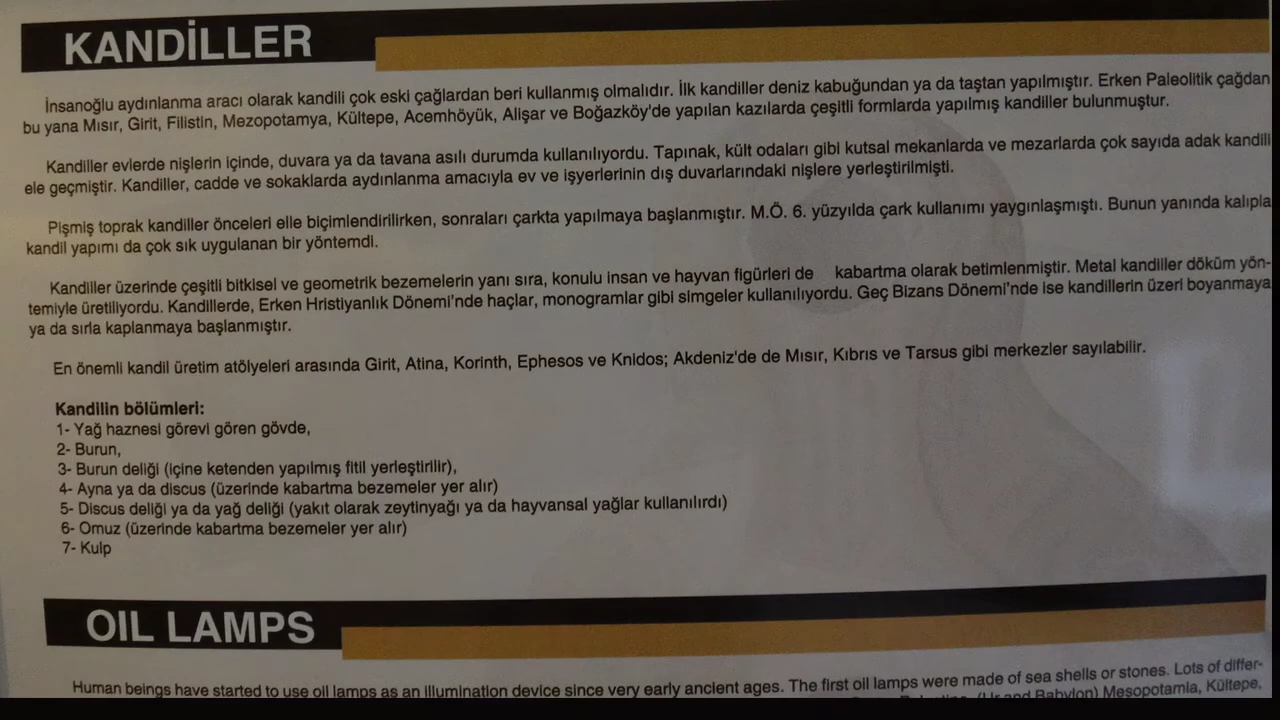 KANDİLLER
İnsanoğlu aydınlanma aracı olarak kandili çok eski çağlardan beri kullanmış olmalıdır. İlk kandiller deniz kabuğundan ya da taştan yapılmıştır. Erken Paleolitik çağdan
bu yana Mısır, Girit, Filistin, Mezopotamya, Kültepe, Acemhöyük, Alişar ve Boğazköy'de yapılan kazılarda çeşitli formlarda yapılmış kandiller bulunmuştur.
Kandiller evlerde nişlerin içinde, duvara ya da tavana asılı durumda kullanılıyordu. Tapınak, kült odaları gibi kutsal mekanlarda ve mezarlarda çok sayıda adak kandili
ele geçmiştir. Kandiller, cadde ve sokaklarda aydınlanma amacıyla ev ve işyerlerinin dış duvarlarındaki nişlere yerleştirilmişti.
Pişmiş toprak kandiller önceleri elle biçimlendirilirken, sonraları çarkta yapılmaya başlanmıştır. M.Ö. 6. yüzyılda çark kullanımı yaygınlaşmıştı. Bunun yanında kalıpla
kandil yapımı da çok sık uygulanan bir yöntemdi.
Kandiller üzerinde çeşitli bitkisel ve geometrik bezemelerin yanı sıra, konulu insan ve hayvan figürleri de kabartma olarak betimlenmiştir. Metal kandiller döküm yön-
temiyle üretiliyordu. Kandillerde, Erken Hristiyanlık Dönemi'nde haçlar, monogramlar gibi simgeler kullanılıyordu. Geç Bizans Dönemi'nde ise kandillerin üzeri boyanmaya
ya da sırla kaplanmaya başlanmıştır.
En önemli kandil üretim atölyeleri arasında Girit, Atina, Korinth, Ephesos ve Knidos; Akdeniz'de de Mısır, Kıbrıs ve Tarsus gibi merkezler sayılabilir.
Kandilin bölümleri:
1- Yağ haznesi görevi gören gövde,
2- Burun,
3- Burun deliği (içine ketenden yapılmış fitil yerleştirilir),
4- Ayna ya da discus (üzerinde kabartma bezemeler yer alır)
5- Discus deliği ya da yağ deliği (yakıt olarak zeytinyağı ya da hayvansal yağlar kullanılırdı)
6- Omuz (üzerinde kabartma bezemeler yer alır)
7- Kulp
OIL LAMPS
Human beings have started to use oil lamps as an illumination device since very early ancient ages. The first oil lamps were made of sea shells or stones. Lots of differ-
(Ur and Babylon) Mesopotamia, Kültepe,